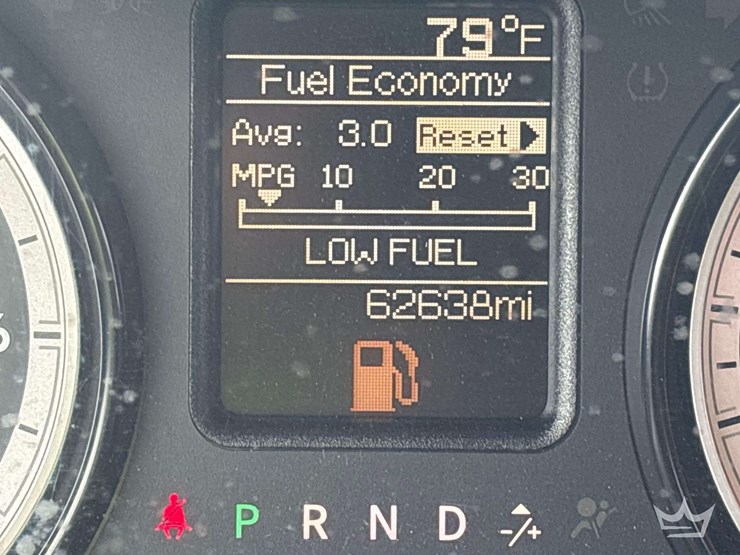 79°F
Fuel Economy
Avg: 3.0 Reset
MPG 10 20 30
LOW FUEL
62638mi
P R N D -/+